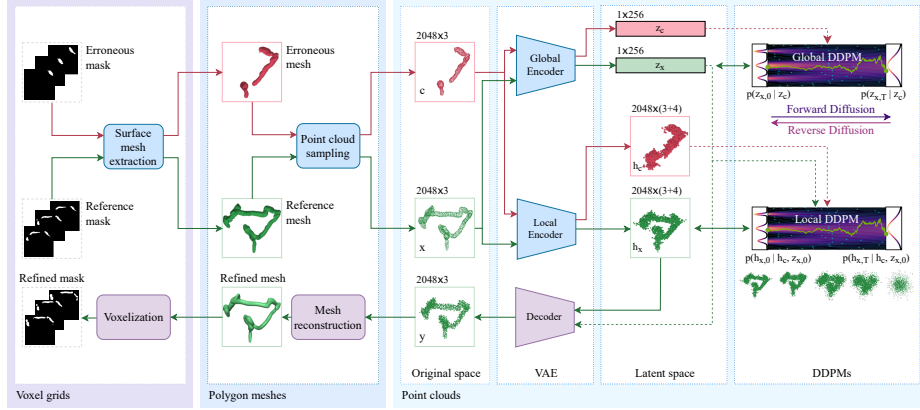 Erroneous
mask
Surface
mesh
extraction
Reference
mask
Refined mask
Voxelization
Voxel grids
Erroneous
mesh
Point cloud
sampling
Reference
mesh
Refined mesh
Mesh
reconstruction
Polygon meshes
2048x3
c
2048x3
x
2048x3
y
Original space
Global
Encoder
Local
Encoder
Decoder
VAE
1x256
z_c
1x256
z_x
2048x(3+4)
h_c
2048x(3+4)
h_x
Latent space
Point clouds
Global DDPM
p(z_x,0 | z_c)
p(z_x,T | z_c)
Forward Diffusion
Reverse Diffusion
Local DDPM
p(h_x,0 | h_c, z_x,0)
p(h_x,T | h_c, z_x,0)
DDPMs